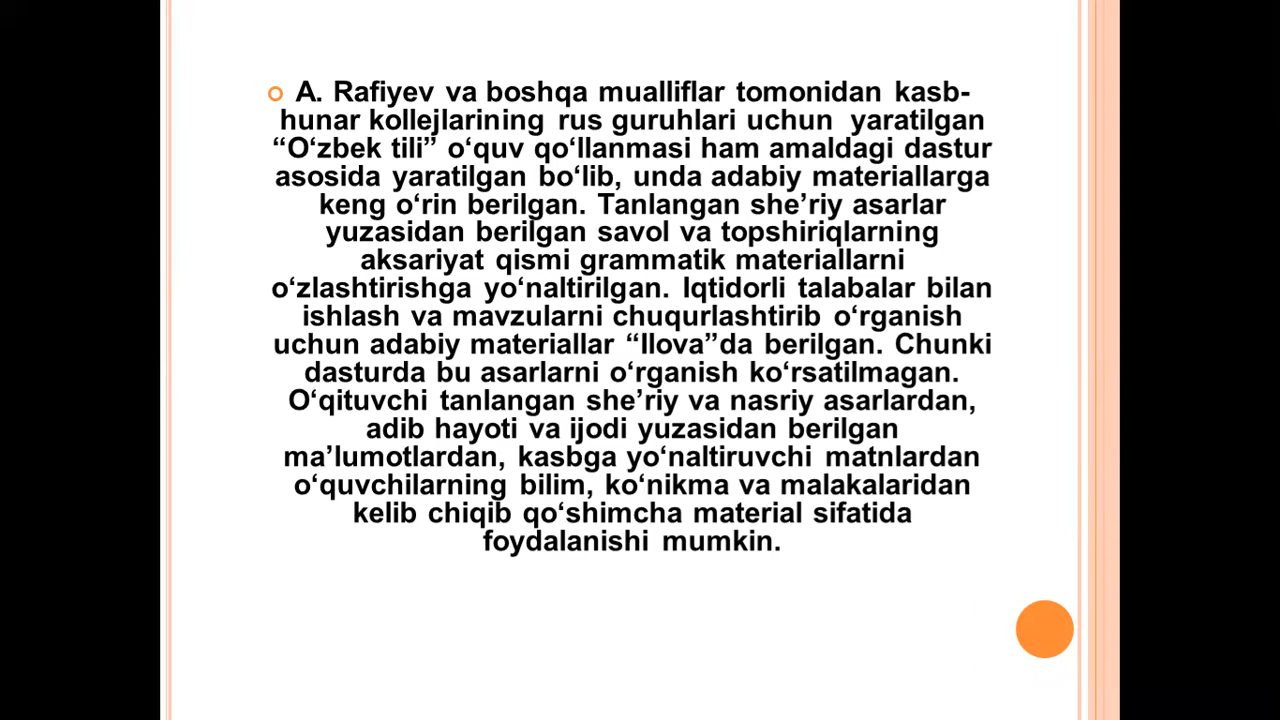 A. Rafiyev va boshqa mualliflar tomonidan kasb-
hunar kollejlarining rus guruhlari uchun yaratilgan
“O‘zbek tili” o‘quv qo‘llanmasi ham amaldagi dastur
asosida yaratilgan bo‘lib, unda adabiy materiallarga
keng o‘rin berilgan. Tanlangan she’riy asarlar
yuzasidan berilgan savol va topshiriqlarning
aksariyat qismi grammatik materiallarni
o‘zlashtirishga yo‘naltirilgan. Iqtidorli talabalar bilan
ishlash va mavzularni chuqurlashtirib o‘rganish
uchun adabiy materiallar “Ilova”da berilgan. Chunki
dasturda bu asarlarni o‘rganish ko‘rsatilmagan.
O‘qituvchi tanlangan she’riy va nasriy asarlardan,
adib hayoti va ijodi yuzasidan berilgan
ma’lumotlardan, kasbga yo‘naltiruvchi matnlardan
o‘quvchilarning bilim, ko‘nikma va malakalaridan
kelib chiqib qo‘shimcha material sifatida
foydalanishi mumkin.